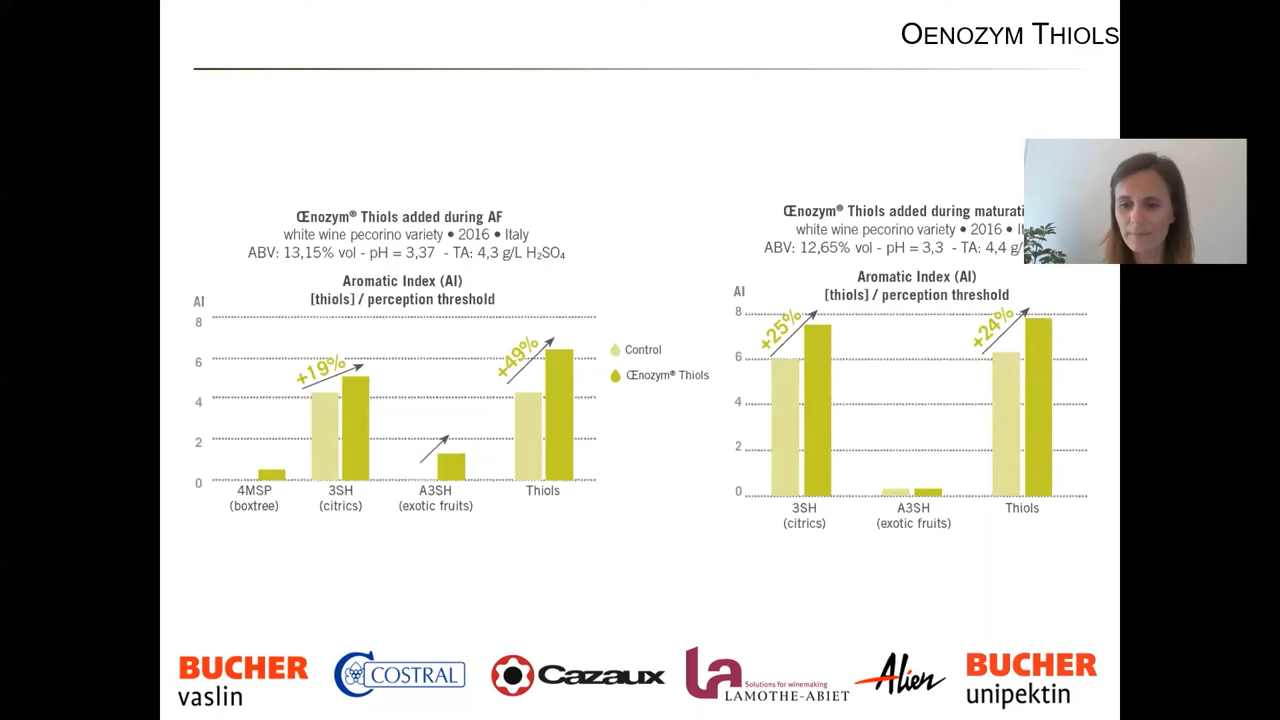 OENOZYM THIOLS
Œnozym® Thiols added during AF
white wine pecorino variety • 2016 • Italy
ABV: 13,15% vol - pH = 3,37 - TA: 4,3 g/L H₂SO₄
Aromatic Index (AI)
[thiols] / perception threshold
AI
8
6
4
2
0
+19%
+49%
4MSP
(boxtree)
3SH
(citrics)
A3SH
(exotic fruits)
Thiols
Control
Œnozym® Thiols
Œnozym® Thiols added during
white wine pecorino variety • 2016 •
ABV: 12,65% vol - pH = 3,3 - TA: 4,4 g/
Aromatic Index (AI)
[thiols] / perception threshold
AI
8
6
4
2
0
+25%
+24%
3SH
(citrics)
A3SH
(exotic fruits)
Thiols
BUCHER
vaslin
COSTRAL
Cazaux
la
Solutions for winemaking
LAMOTHE-ABIET
Alien
BUCHER
unipektin